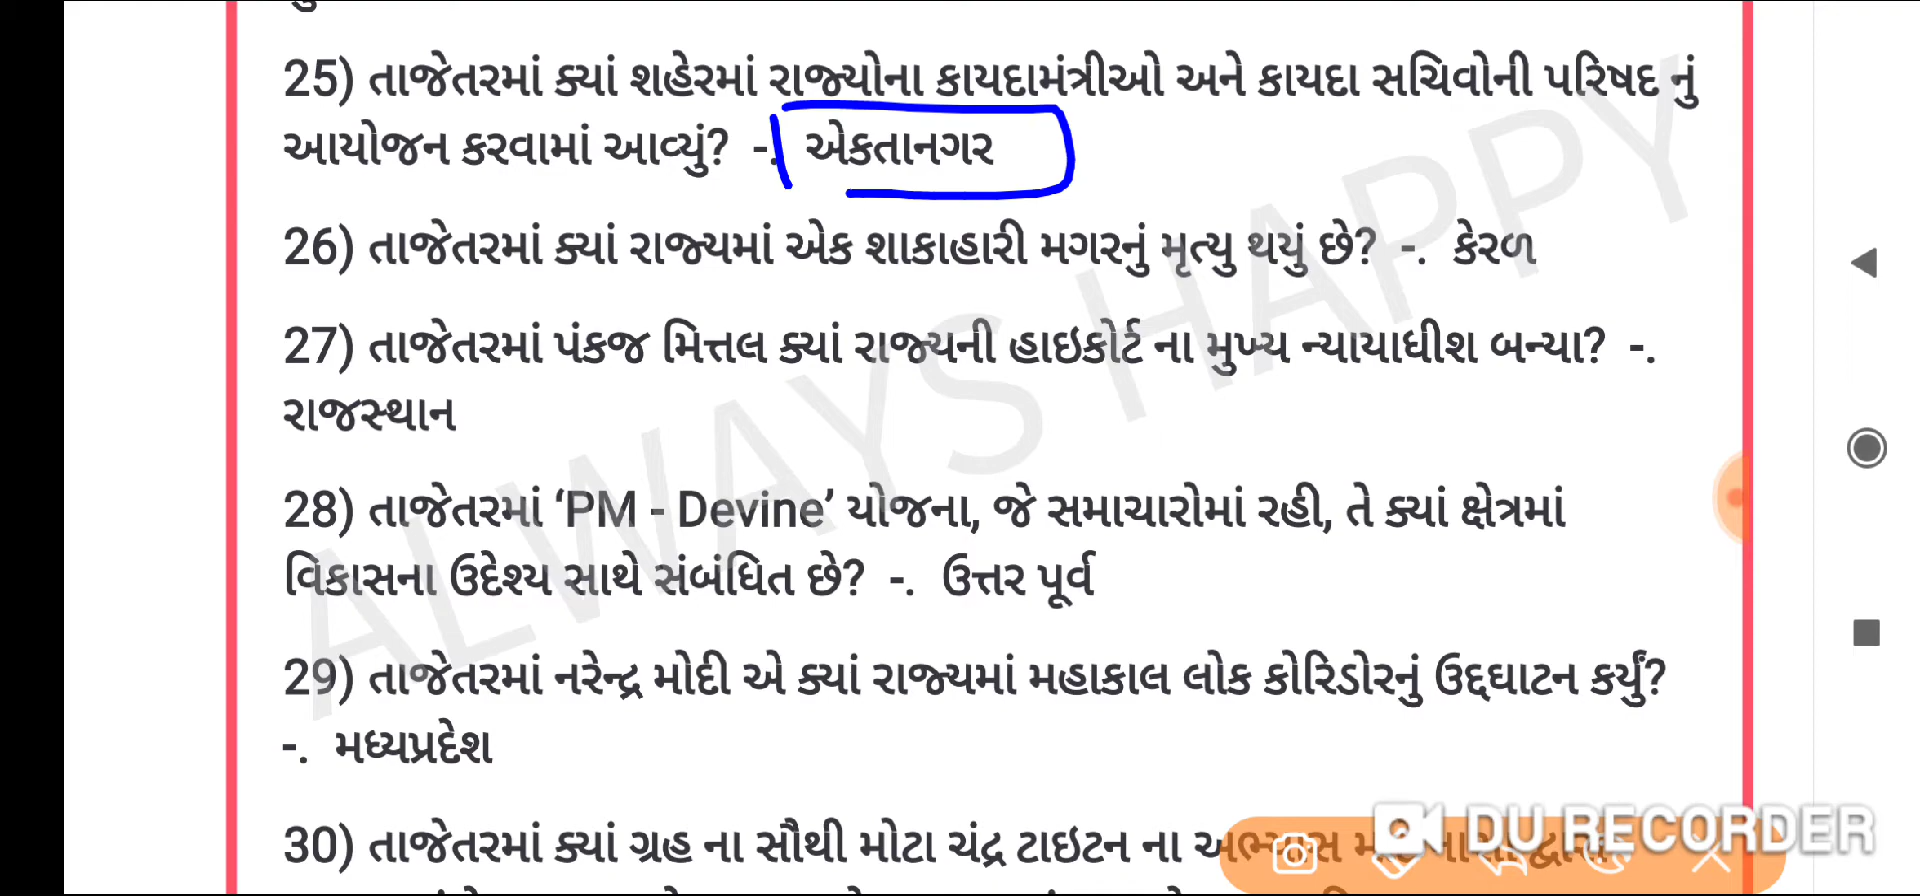 25) તાજેતરમાં ક્યાં શહેરમાં રાજ્યોના કાયદામંત્રીઓ અને કાયદા સચિવોની પરિષદ નું
આયોજન કરવામાં આવ્યું? -. એકતાનગર
26) તાજેતરમાં ક્યાં રાજ્યમાં એક શાકાહારી મગરનું મૃત્યુ થયું છે? -. કેરળ
27) તાજેતરમાં પંકજ મિત્તલ ક્યાં રાજ્યની હાઇકોર્ટ ના મુખ્ય ન્યાયાધીશ બન્યા? -.
રાજસ્થાન
28) તાજેતરમાં ‘PM - Devine’ યોજના, જે સમાચારોમાં રહી, તે ક્યાં ક્ષેત્રમાં
વિકાસના ઉદેશ્ય સાથે સંબંધિત છે? -. ઉત્તર પૂર્વ
29) તાજેતરમાં નરેન્દ્ર મોદી એ ક્યાં રાજ્યમાં મહાકાલ લોક કોરિડોરનું ઉદ્દઘાટન કર્યું?
-. મધ્યપ્રદેશ
30) તાજેતરમાં ક્યાં ગ્રહ ના સૌથી મોટા ચંદ્ર ટાઇટન ના
ALWAYS HAPPY
DU RECORDER